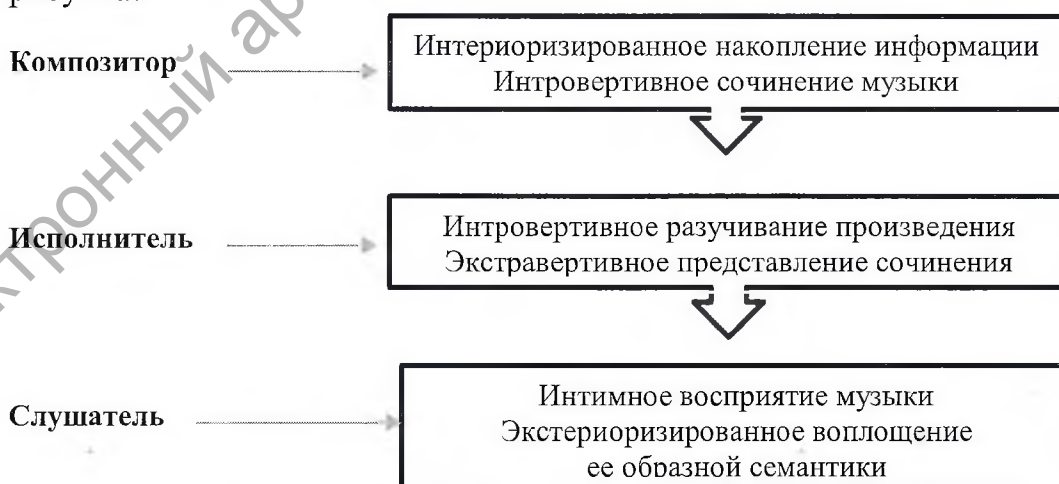 Композитор
Интериоризированное накопление информации
Интровертивное сочинение музыки
Исполнитель
Интровертивное разучивание произведения
Экстравертивное представление сочинения
Слушатель
Интимное восприятие музыки
Экстериоризированное воплощение
ее образной семантики